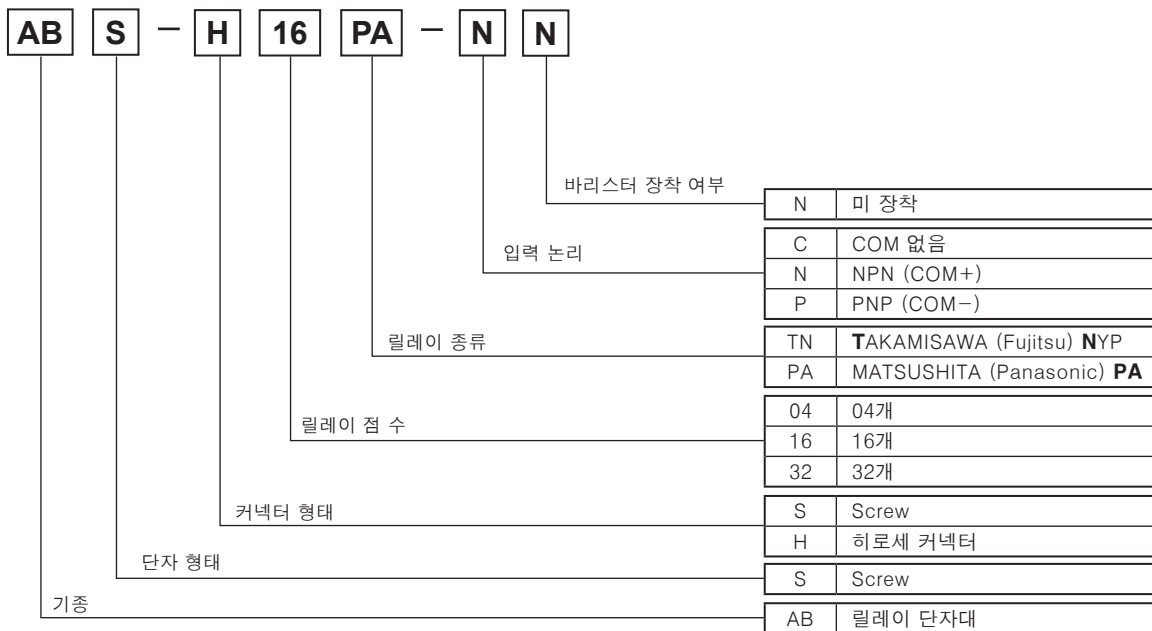 AB S - H 16 PA - N N
바리스터 장착 여부
N 미 장착
입력 논리
C COM 없음
N NPN (COM+)
P PNP (COM-)
릴레이 종류
TN TAKAMISAWA (Fujitsu) NYP
PA MATSUSHITA (Panasonic) PA
릴레이 점 수
04 04개
16 16개
32 32개
커넥터 형태
S Screw
H 히로세 커넥터
단자 형태
S Screw
기종
AB 릴레이 단자대